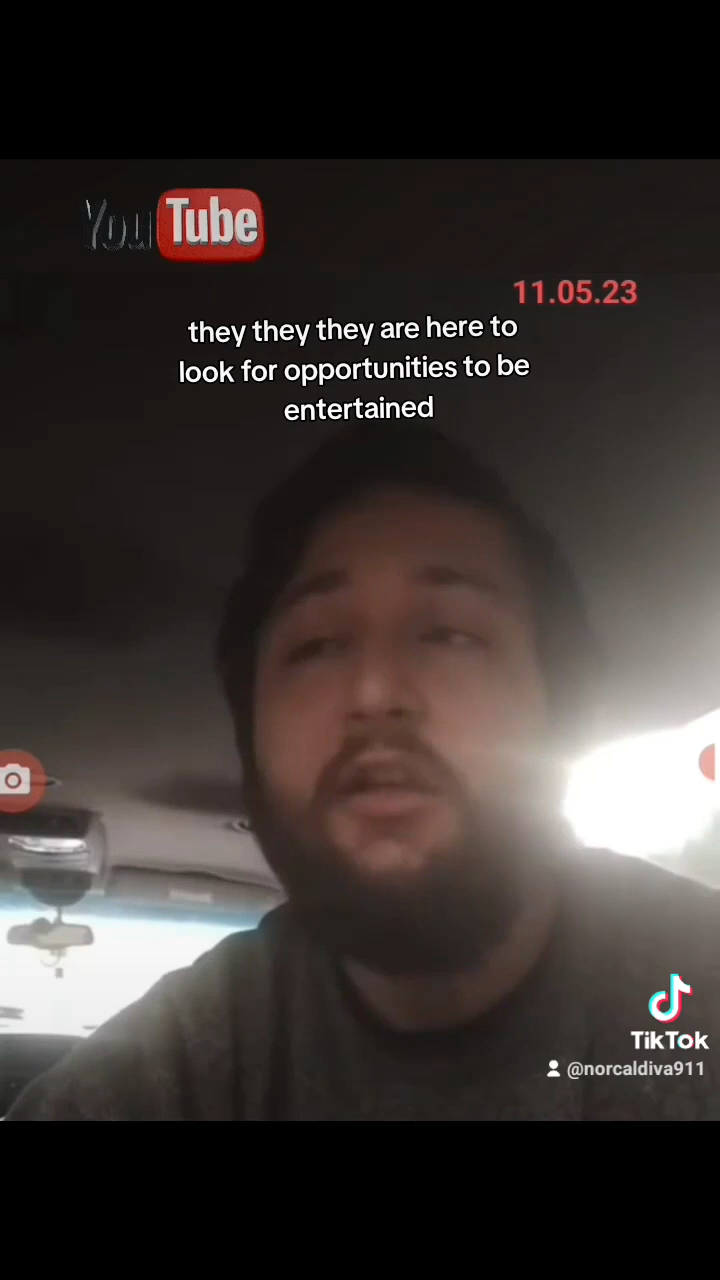 YouTube
11.05.23
they they they are here to
look for opportunities to be
entertained
TikTok
@norcaldiva911